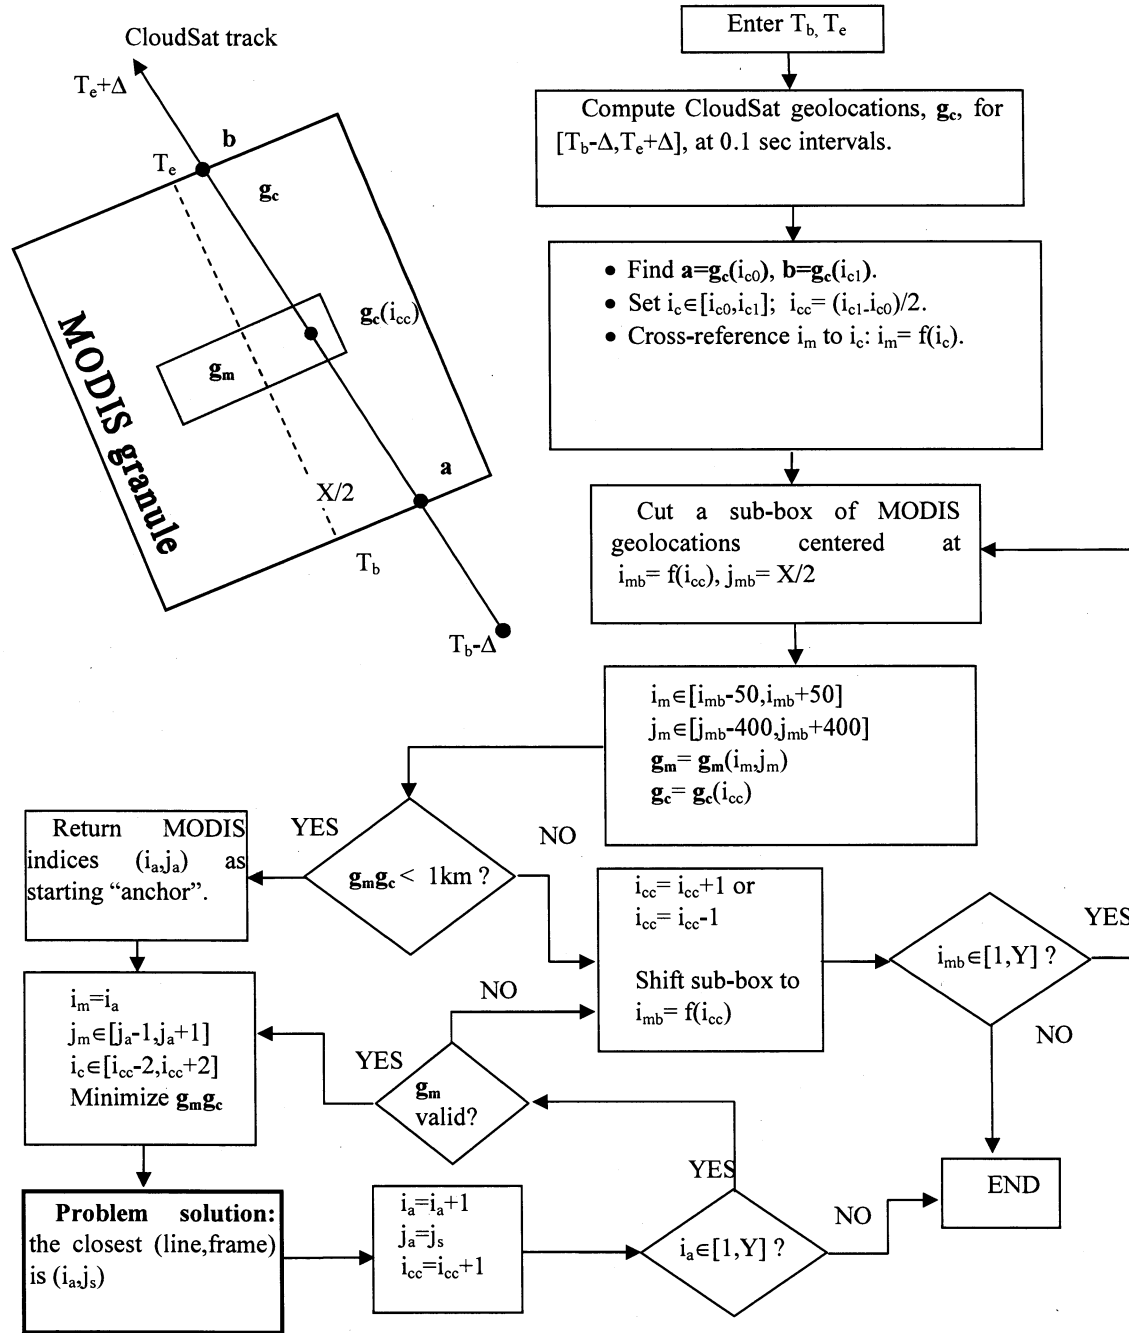 CloudSat track
Te+Δ
b
Te
gc
gc(icc)
gm
MODIS granule
a
X/2
Tb
Tb-Δ
Enter Tb, Te
Compute CloudSat geolocations, gc, for
[Tb-Δ,Te+Δ], at 0.1 sec intervals.
• Find a=gc(ic0), b=gc(ic1).
• Set ic∈[ic0,ic1]; icc= (ic1-ic0)/2.
• Cross-reference im to ic: im= f(ic).
Cut a sub-box of MODIS
geolocations centered at
imb= f(icc), jmb= X/2
im∈[imb-50,imb+50]
jm∈[jmb-400,jmb+400]
gm= gm(im,jm)
gc= gc(icc)
gmgc < 1km ?
YES
NO
Return MODIS
indices (ia,ja) as
starting “anchor”.
icc= icc+1 or
icc= icc-1
Shift sub-box to
imb= f(icc)
imb∈[1,Y] ?
YES
NO
im=ia
jm∈[ja-1,ja+1]
ic∈[icc-2,icc+2]
Minimize gmgc
NO
YES
gm
valid?
Problem solution:
the closest (line,frame)
is (ia,js)
ia=ia+1
ja=js
icc=icc+1
YES
ia∈[1,Y] ?
NO
END